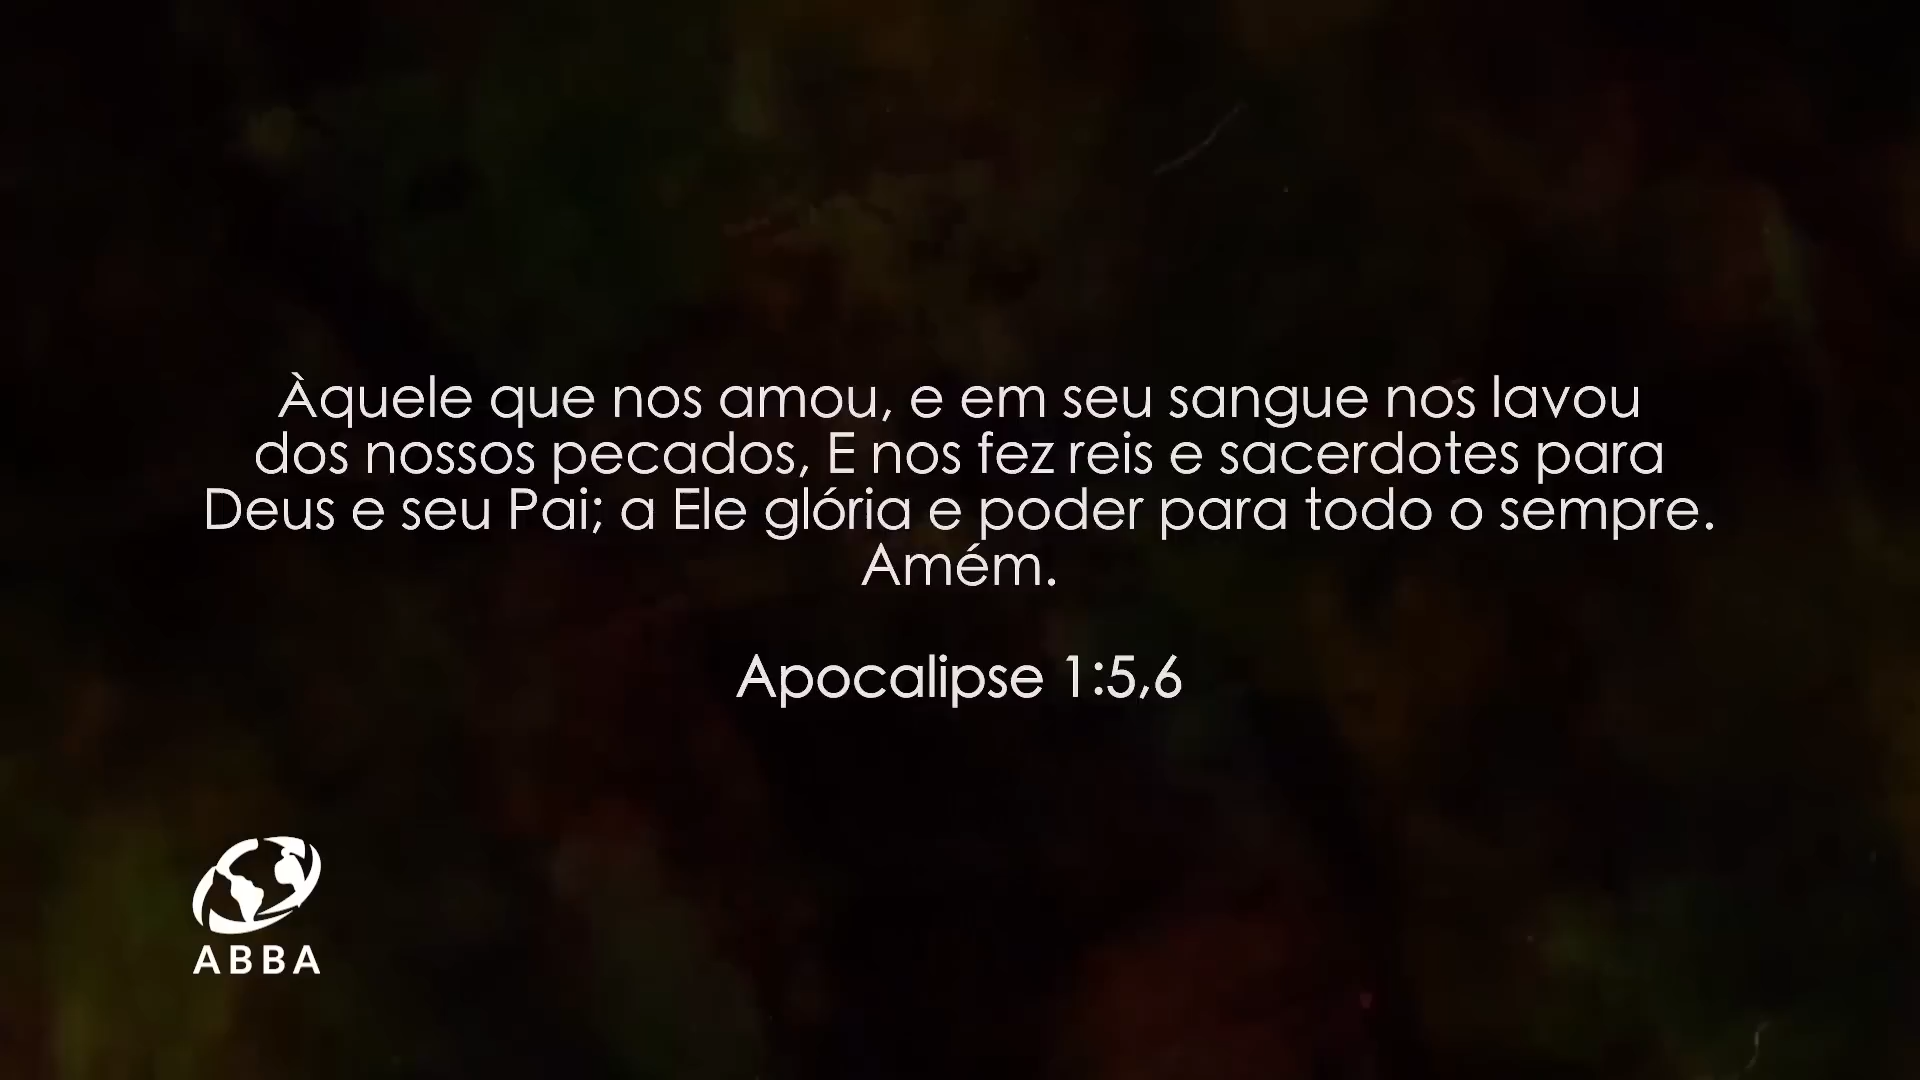 Àquele que nos amou, e em seu sangue nos lavou
dos nossos pecados, E nos fez reis e sacerdotes para
Deus e seu Pai; a Ele glória e poder para todo o sempre.
Amém.
Apocalipse 1:5,6
ABBA